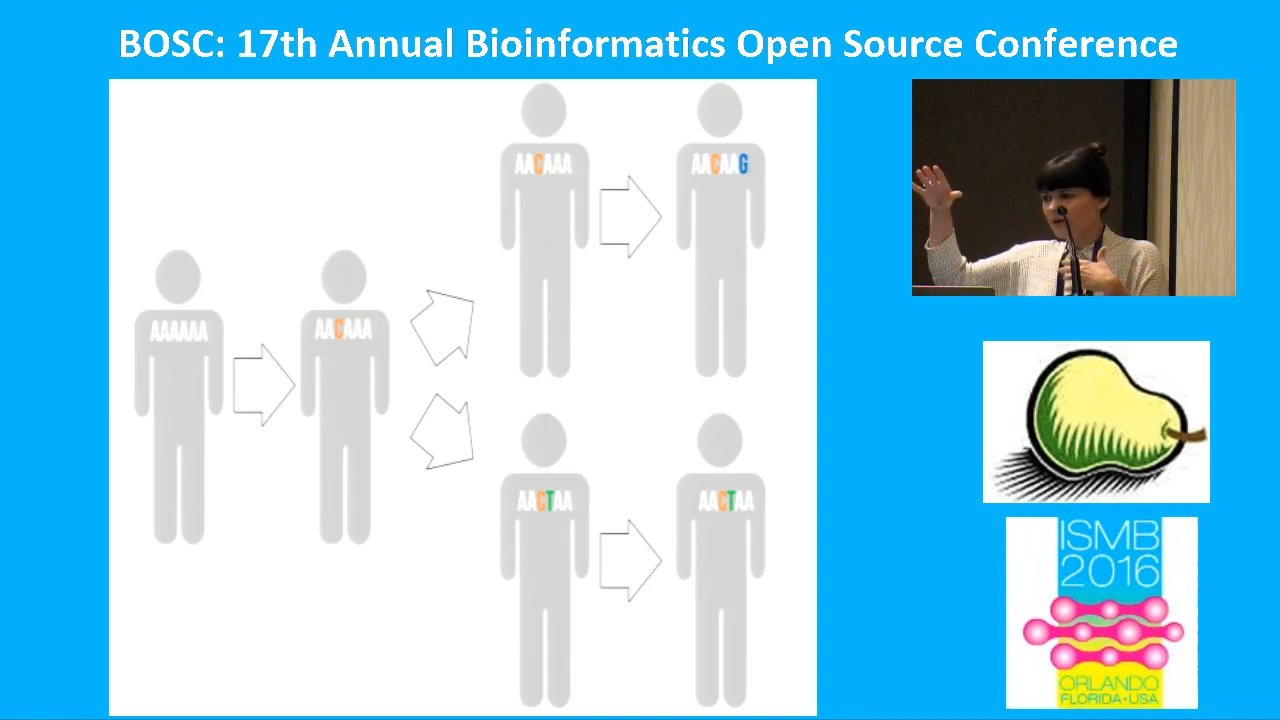 BOSC: 17th Annual Bioinformatics Open Source Conference
AACAAA
AACAAG
AAAAAA
AACAAA
AACTAA
AACTAA
ISMB
2016
ORLANDO
FLORIDA•USA